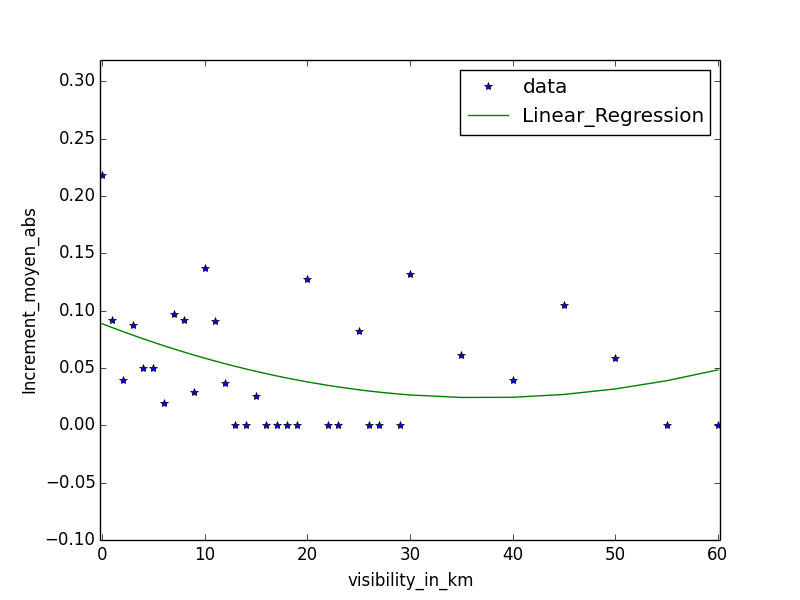 0.30
0.25
0.20
0.15
0.10
0.05
0.00
−0.05
−0.10
Increment_moyen_abs
data
Linear_Regression
0 10 20 30 40 50 60
visibility_in_km